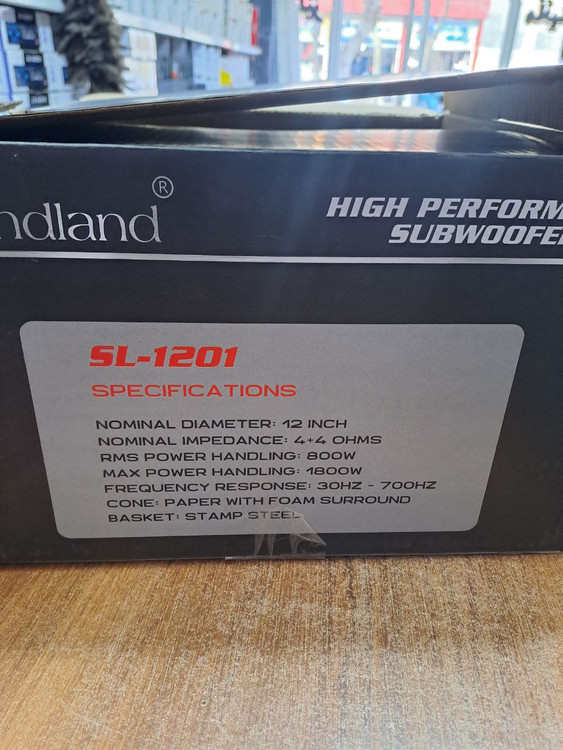 ndland®
HIGH PERFORM
SUBWOOFE
SL-1201
SPECIFICATIONS
NOMINAL DIAMETER: 12 INCH
NOMINAL IMPEDANCE: 4+4 OHMS
RMS POWER HANDLING: 800W
MAX POWER HANDLING: 1800W
FREQUENCY RESPONSE: 30HZ - 700HZ
CONE: PAPER WITH FOAM SURROUND
BASKET: STAMP STEEL